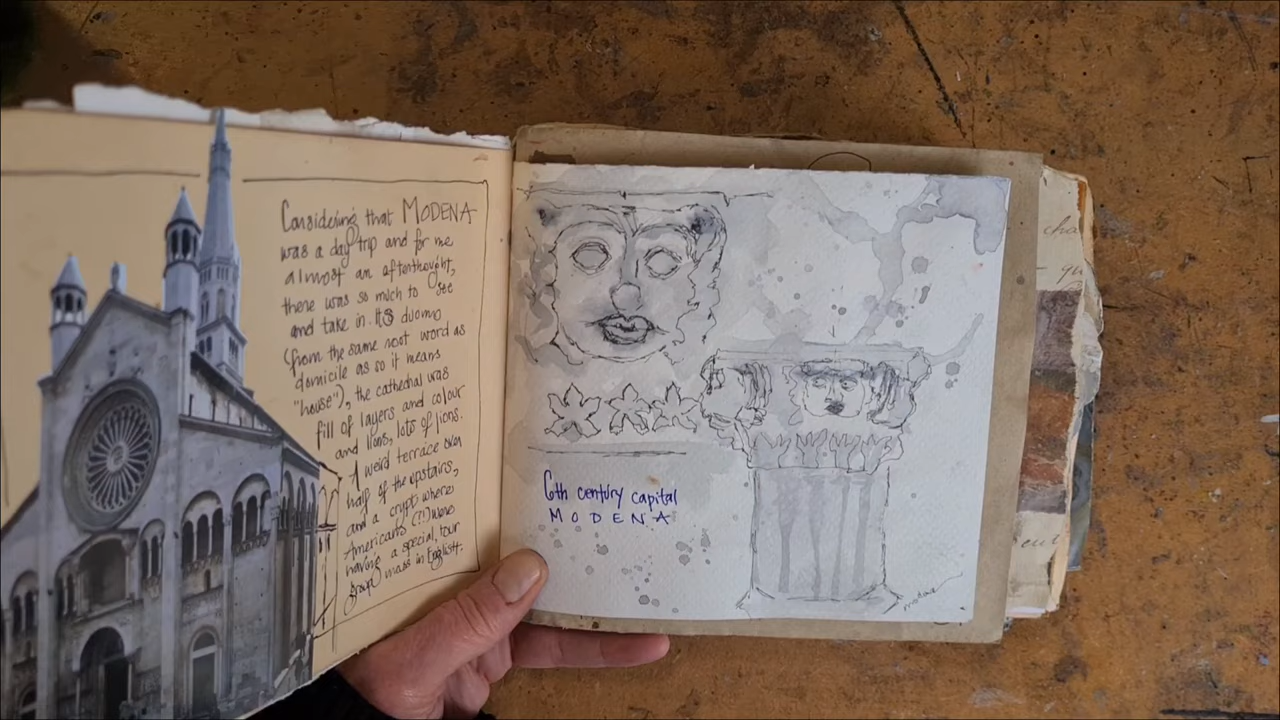 Considering that MODENA
was a day trip and for me
almost an afterthought,
there was so much to see
and take in. Its duomo
(from the same root word as
domicile as so it means
"house"), the cathedral was
full of layers and colour
and lions, lots of lions.
A weird terrace over
half of the upstairs,
and a crypt where
Americans (?!) were
having a special, tour
group mass in English.
6th century capital
MODENA
modena
cha